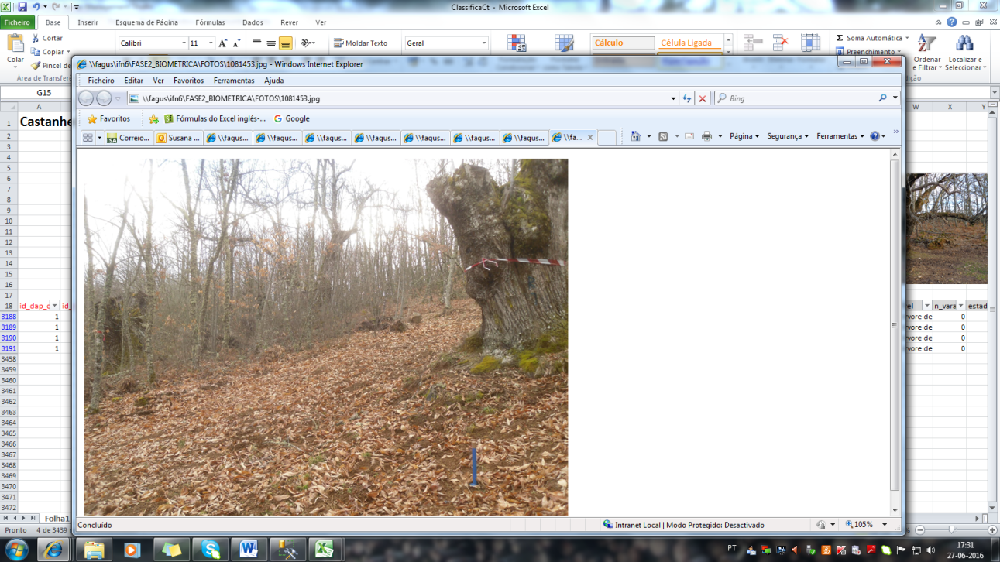 ClassificaCt - Microsoft Excel
Ficheiro Base Inserir Esquema de Página Fórmulas Dados Rever Ver
Colar
Cortar
Copiar
Pincel de
Área de Transfere
Calibri 11
Moldar Texto
Geral
Cálculo Célula Ligada
Σ Soma Automática
Preenchimento
Ordenar e Filtrar
Localizar e Selecionar
G15
A W X Y
1 Castanhe
2
3
4
5
6
7
8
9
10
11
12
13
14
15
16
17
18 id_dap_ id_ el n_vara estad
3188 1 rvore de 0
3189 1 rvore de 0
3190 1 rvore de 0
3191 1 rvore de 0
3458
3459
3460
3461
3462
3463
3464
3465
3466
3467
3468
3469
3470
3471
3472
Folha1
Pronto 4 de 3439
\\fagus\ifn6\FASE2_BIOMETRICA\FOTOS\1081453.jpg - Windows Internet Explorer
Ficheiro Editar Ver Favoritos Ferramentas Ajuda
\\fagus\ifn6\FASE2_BIOMETRICA\FOTOS\1081453.jpg
Bing
Favoritos Fórmulas do Excel inglês-... Google
Correio... Susana ... \\fagus... \\fagus... \\fagus... \\fagus... \\fagus... \\fagus... \\fagus... \\fa...
Página Segurança Ferramentas
Concluído Intranet Local | Modo Protegido: Desactivado 105%
PT
17:31
27-06-2016